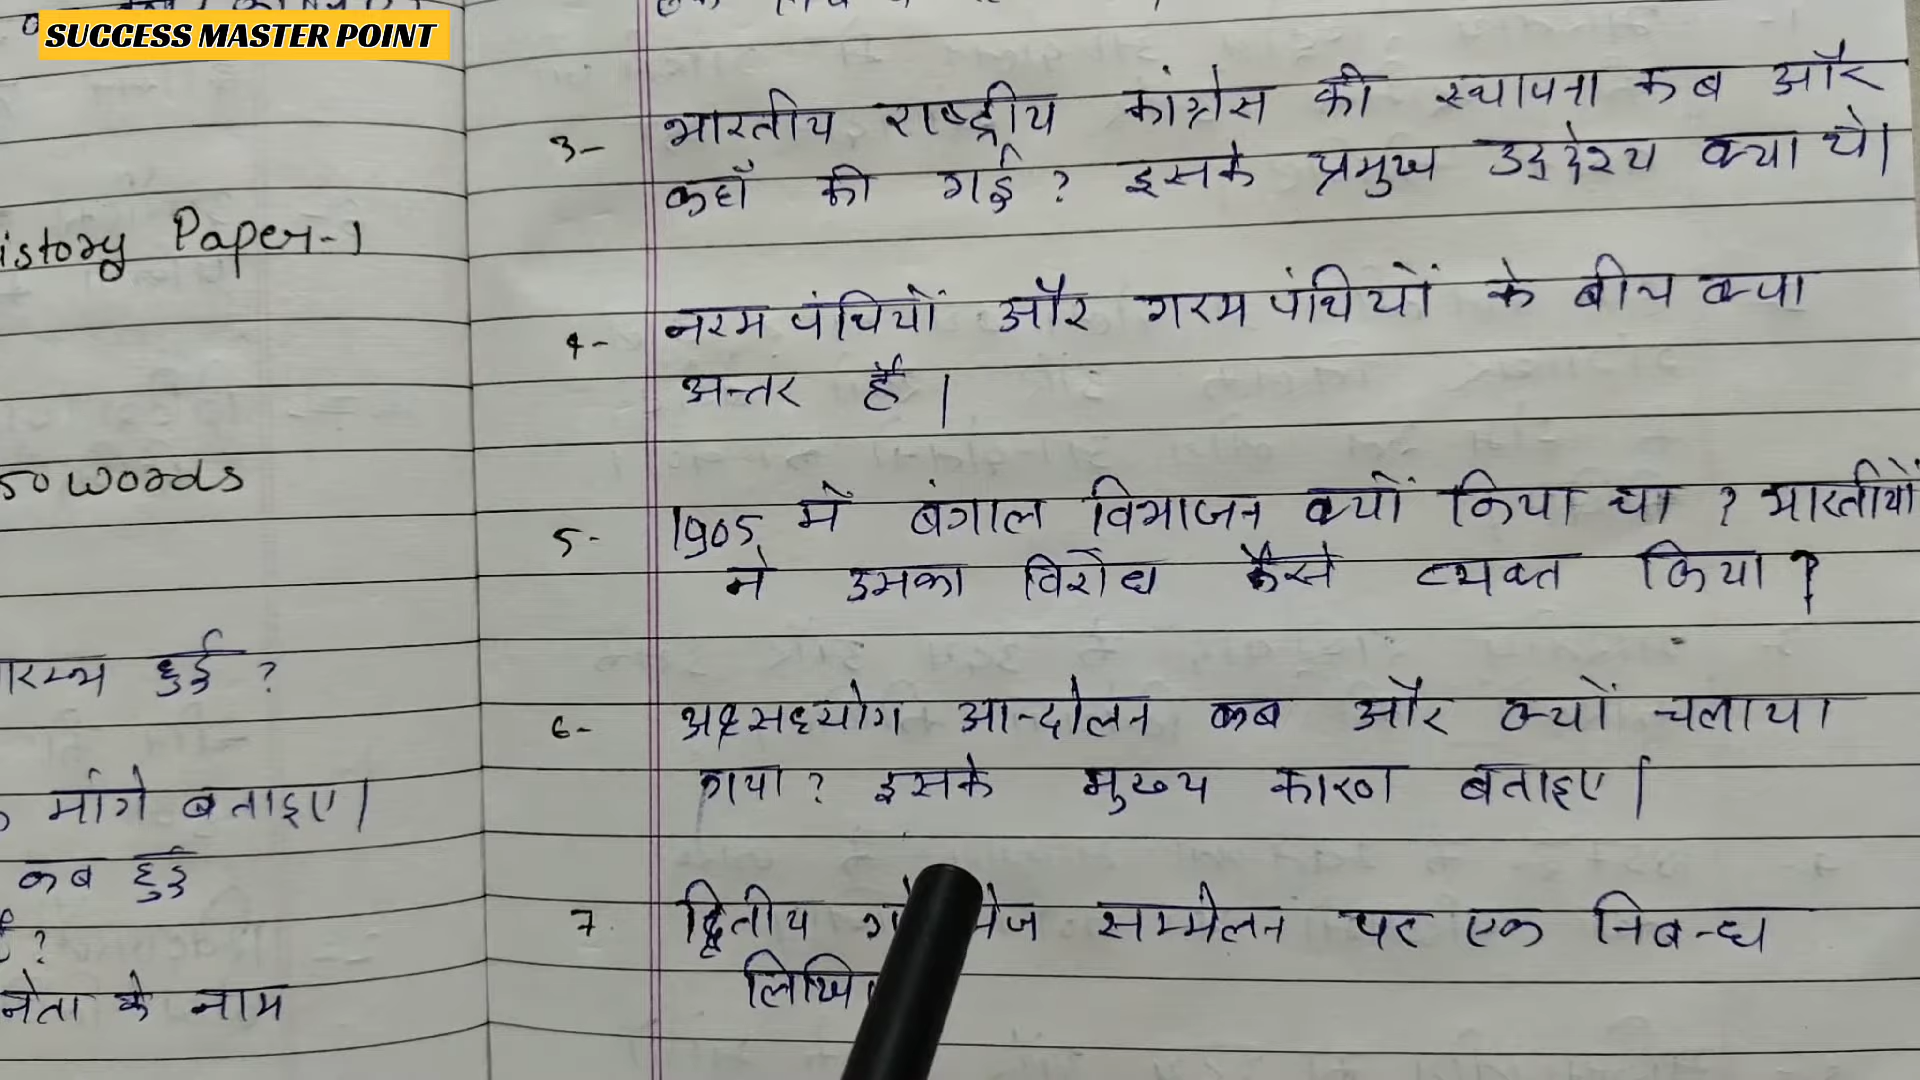 SUCCESS MASTER POINT
istory Paper-1
50 words
हुई ?
मांगे बताइए|
कब हुई
?
नेता के नाम
3- भारतीय राष्ट्रीय कांग्रेस की स्थापना कब और
कहाँ की गई ? इसके प्रमुख उद्देश्य क्या थे|
4- नरम पंथियों और गरम पंथियों के बीच क्या
अन्तर है |
5- 1905 में बंगाल विभाजन क्यों किया था ? भारतीयों
ने उसका विरोध कैसे व्यक्त किया ?
6- असहयोग आन्दोलन कब और क्यों चलाया
गया ? इसके मुख्य कारण बताइए |
7. द्वितीय सम्मेलन पर एक निबन्ध